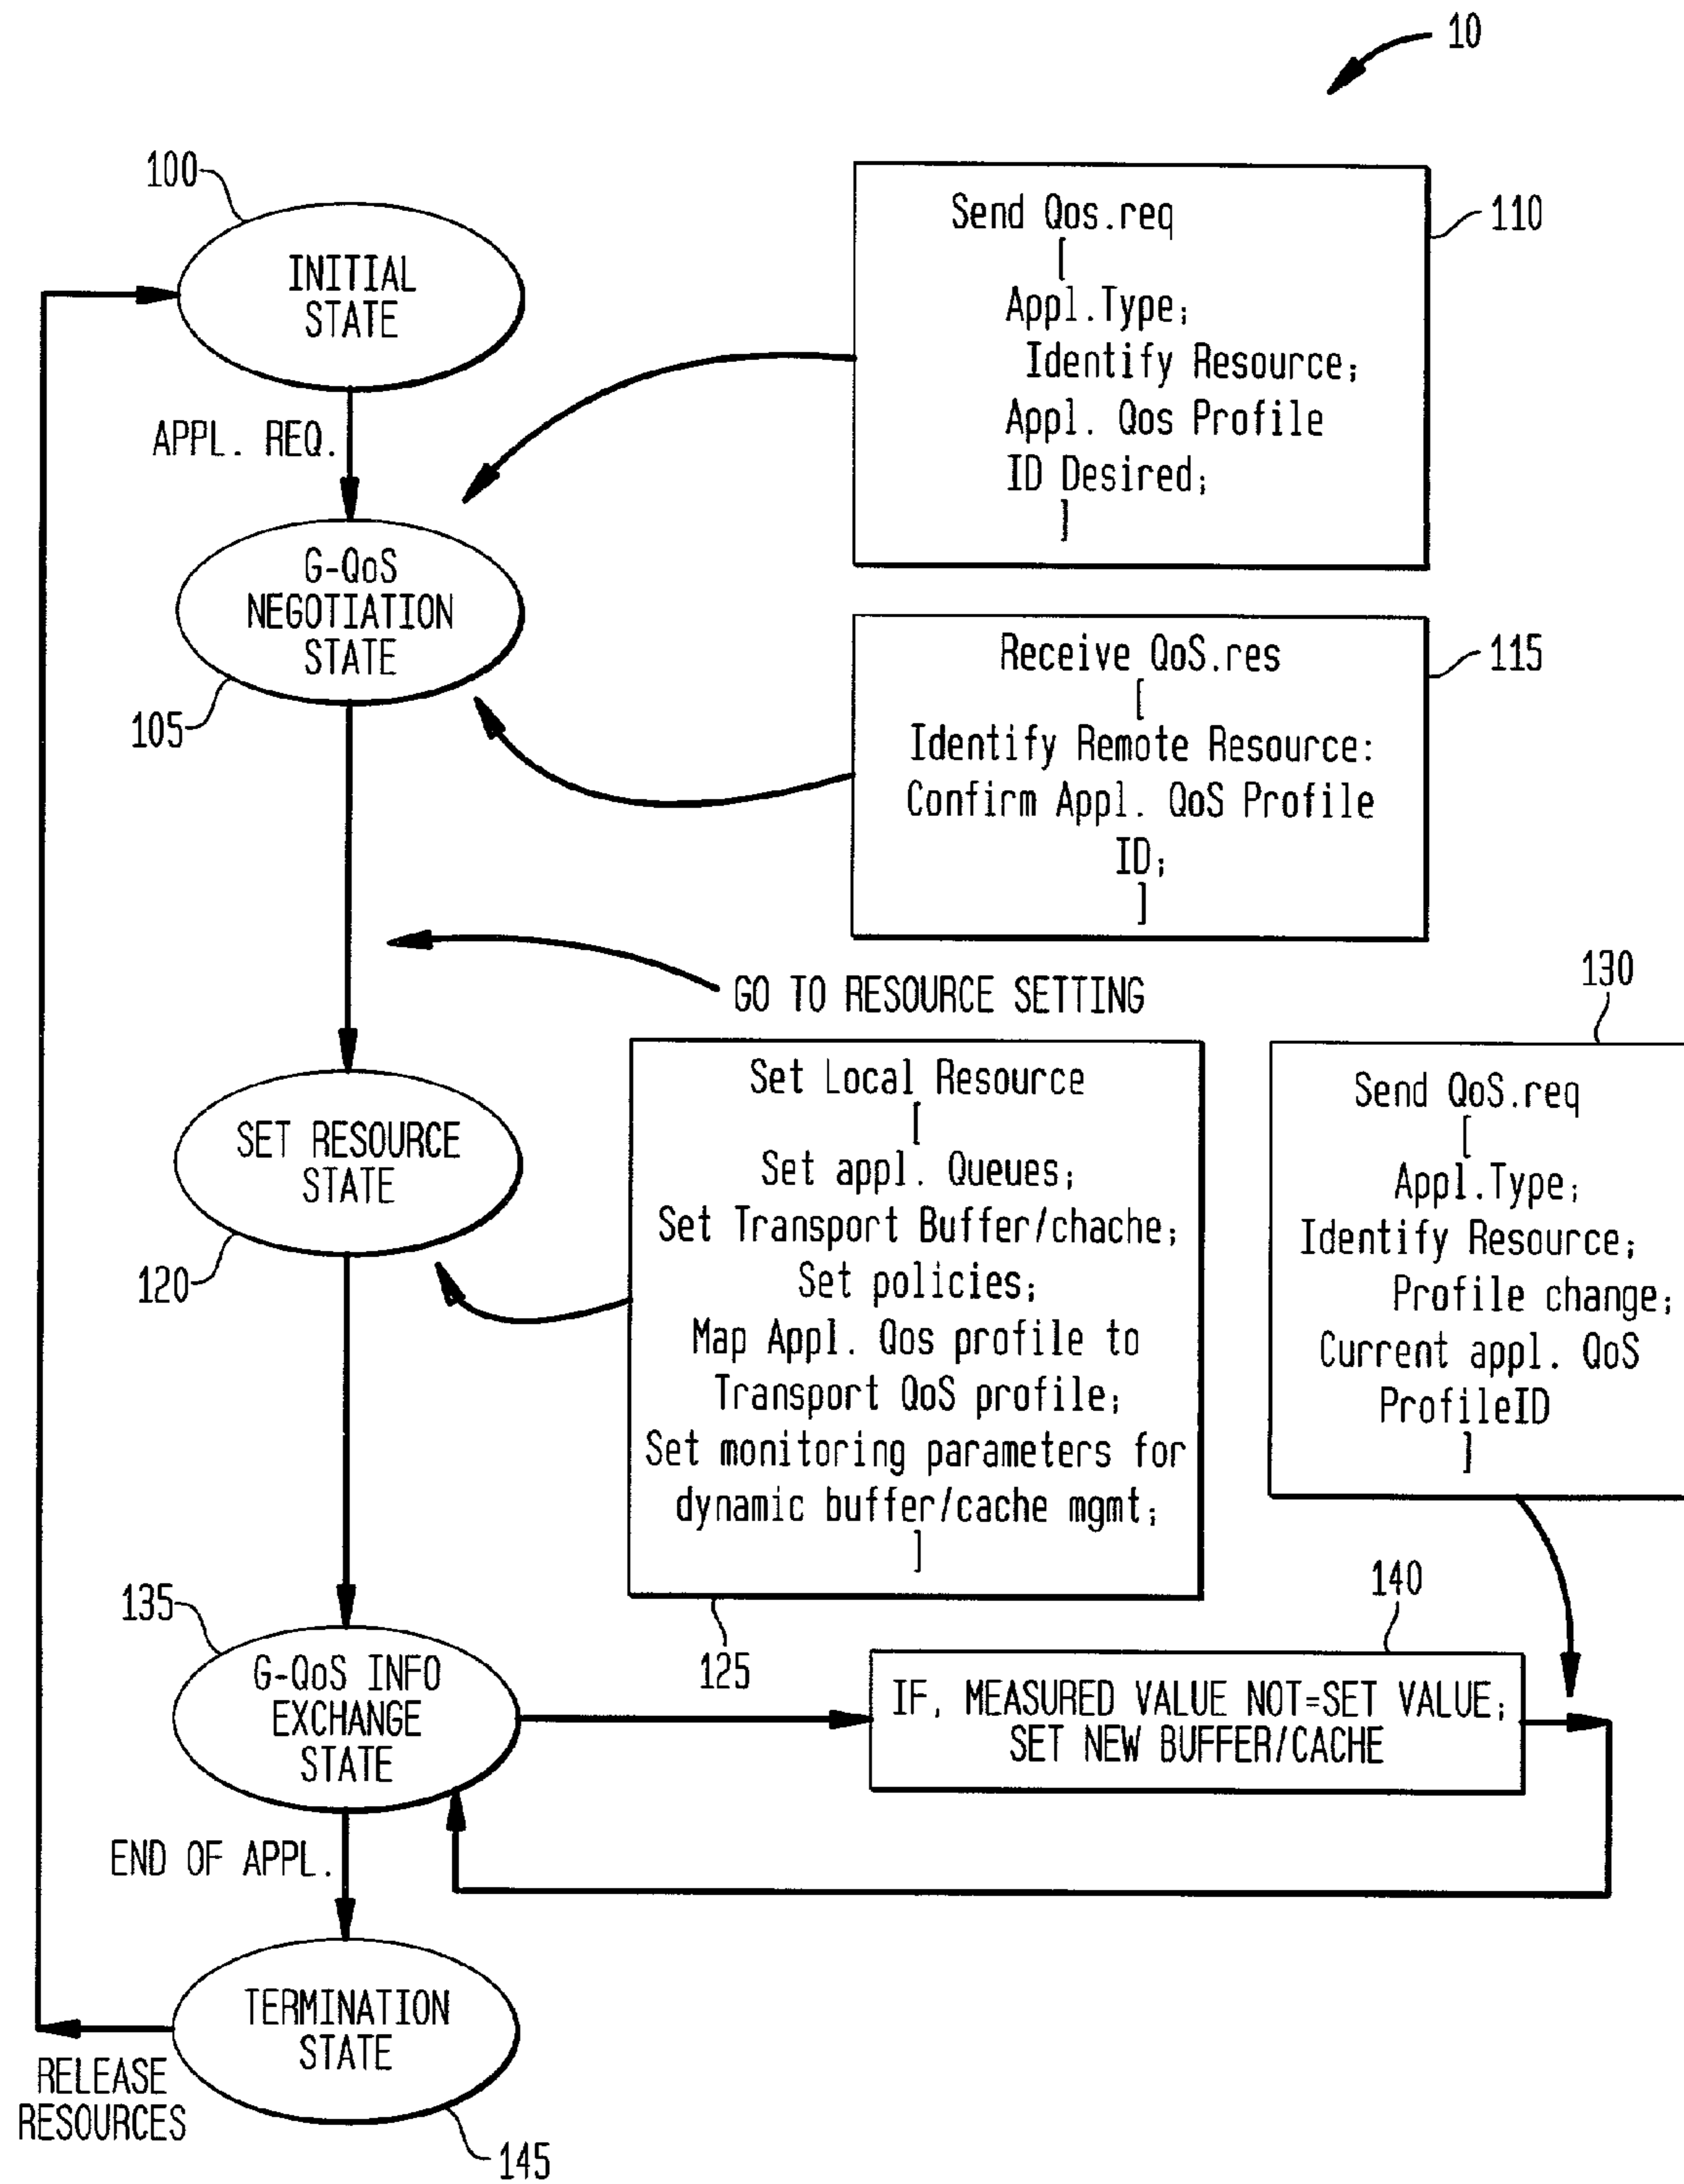 10
100
INITIAL
STATE
APPL. REQ.
110
Send Qos.req
[
Appl.Type;
Identify Resource;
Appl. Qos Profile
ID Desired;
]
G-QoS
NEGOTIATION
STATE
105
115
Receive QoS.res
[
Identify Remote Resource:
Confirm Appl. QoS Profile
ID;
]
GO TO RESOURCE SETTING
SET RESOURCE
STATE
120
Set Local Resource
[
Set appl. Queues;
Set Transport Buffer/chache;
Set policies;
Map Appl. Qos profile to
Transport QoS profile;
Set monitoring parameters for
dynamic buffer/cache mgmt;
]
125
130
Send QoS.req
[
Appl.Type;
Identify Resource;
Profile change;
Current appl. QoS
ProfileID
]
135
G-QoS INFO
EXCHANGE
STATE
140
IF, MEASURED VALUE NOT=SET VALUE;
SET NEW BUFFER/CACHE
END OF APPL.
TERMINATION
STATE
145
RELEASE
RESOURCES